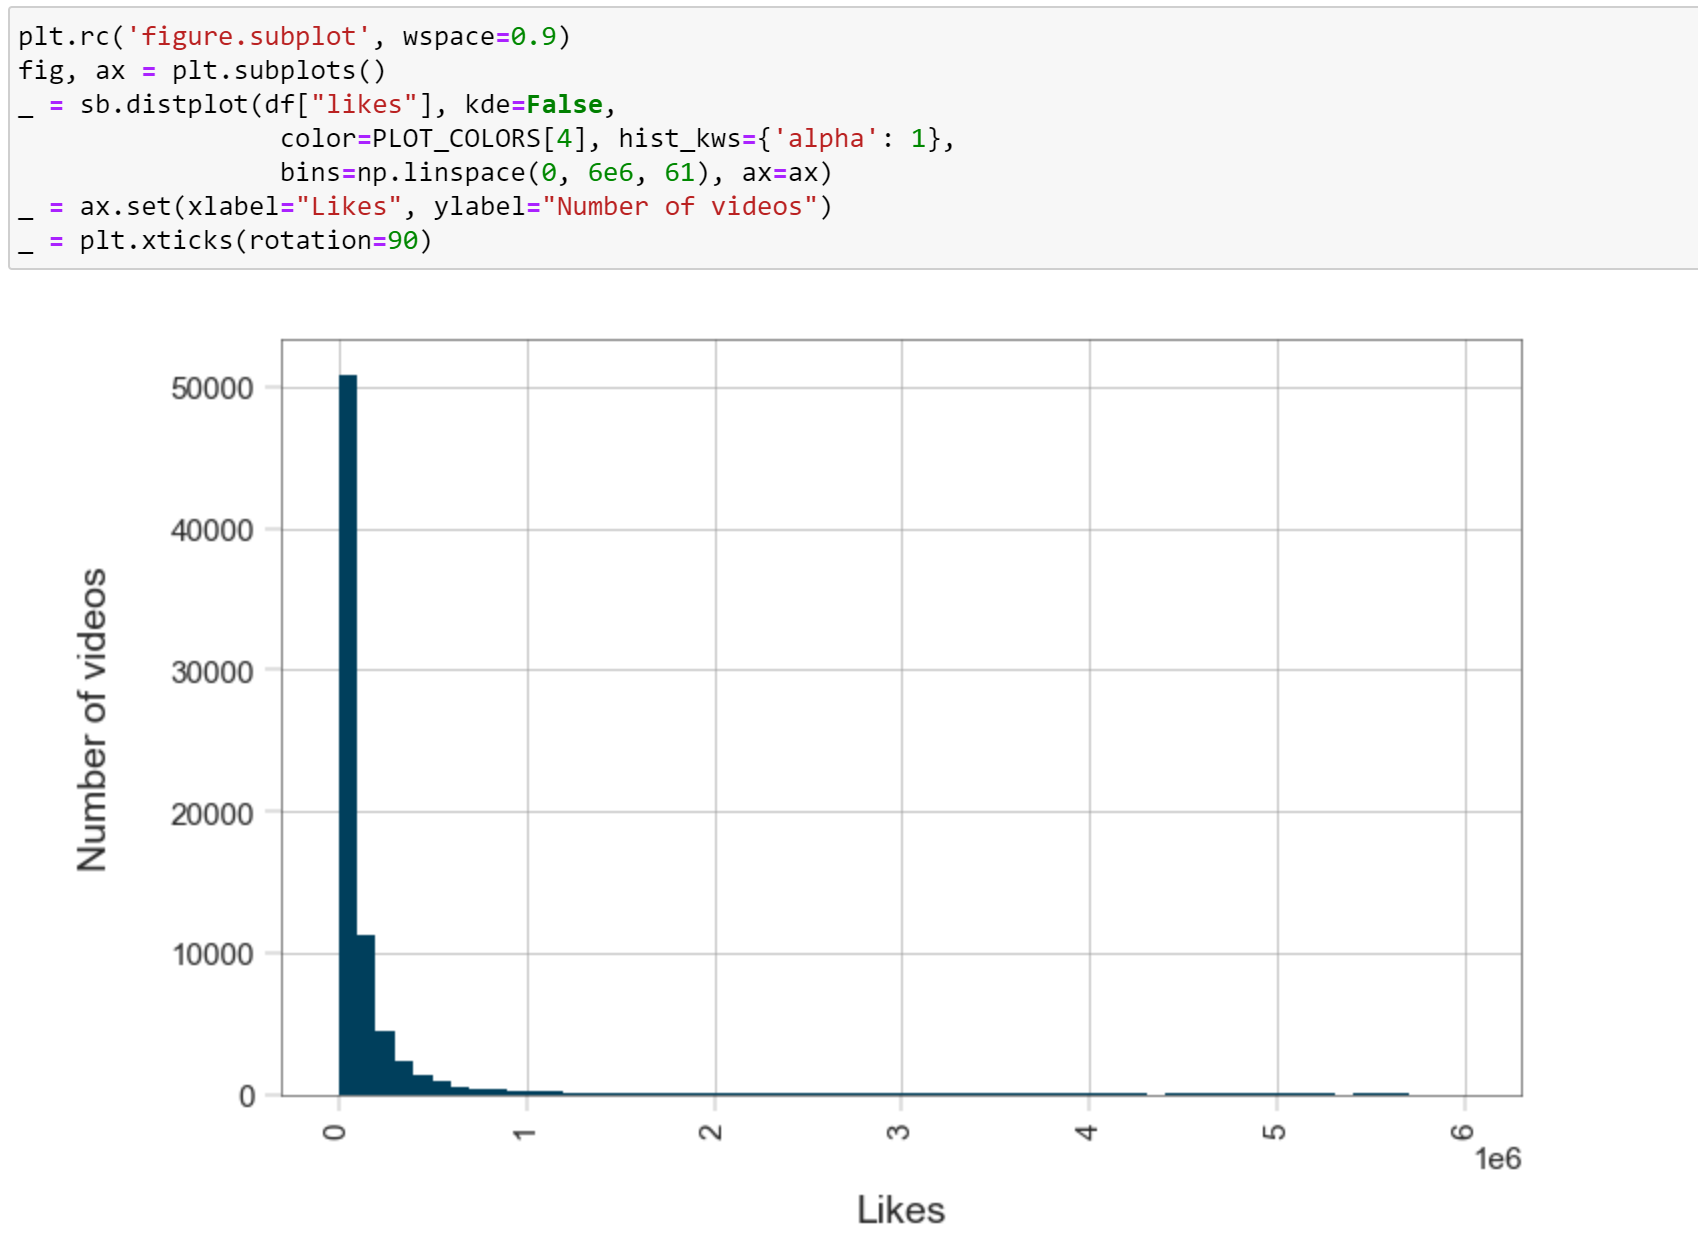 plt.rc('figure.subplot', wspace=0.9)
fig, ax = plt.subplots()
_ = sb.distplot(df["likes"], kde=False,
                 color=PLOT_COLORS[4], hist_kws={'alpha': 1},
                 bins=np.linspace(0, 6e6, 61), ax=ax)
_ = ax.set(xlabel="Likes", ylabel="Number of videos")
_ = plt.xticks(rotation=90)
Number of videos
50000
40000
30000
20000
10000
0
0 1 2 3 4 5 6
1e6
Likes